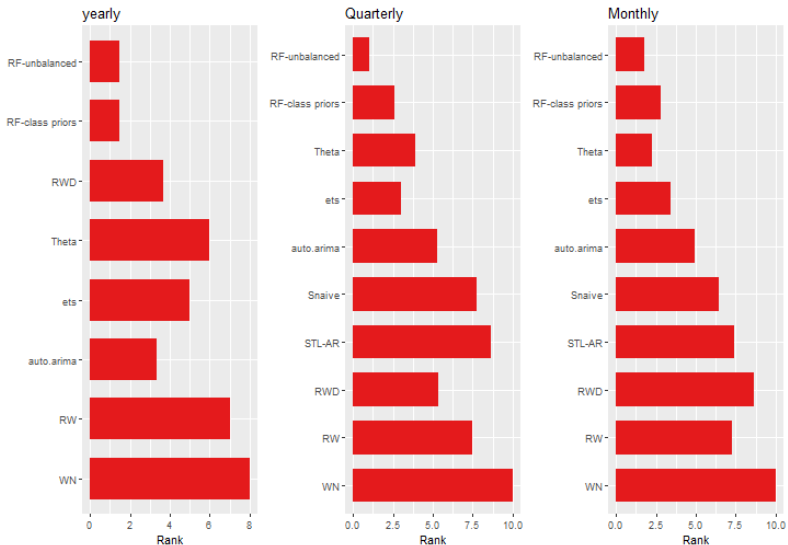 yearly
RF-unbalanced
RF-class priors
RWD
Theta
ets
auto.arima
RW
WN
0 2 4 6 8
Rank
Quarterly
RF-unbalanced
RF-class priors
Theta
ets
auto.arima
Snaive
STL-AR
RWD
RW
WN
0.0 2.5 5.0 7.5 10.0
Rank
Monthly
RF-unbalanced
RF-class priors
Theta
ets
auto.arima
Snaive
STL-AR
RWD
RW
WN
0.0 2.5 5.0 7.5 10.0
Rank